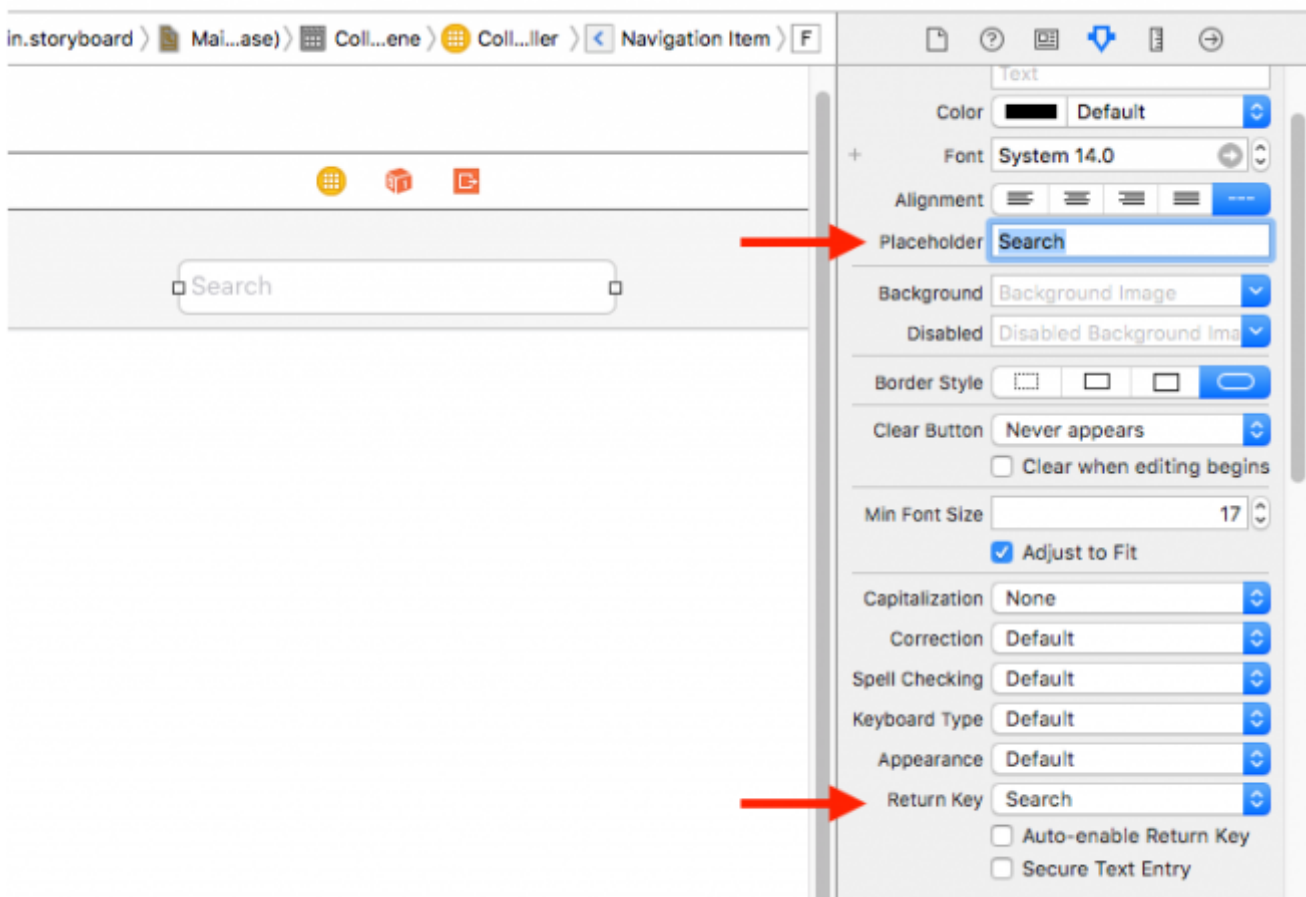 in.storyboard Mai...ase) Coll...ene Coll...ller Navigation Item F
Text
Color Default
Font System 14.0
Alignment
Placeholder Search
Search
Background Background Image
Disabled Disabled Background Ima
Border Style
Clear Button Never appears
Clear when editing begins
Min Font Size 17
Adjust to Fit
Capitalization None
Correction Default
Spell Checking Default
Keyboard Type Default
Appearance Default
Return Key Search
Auto-enable Return Key
Secure Text Entry